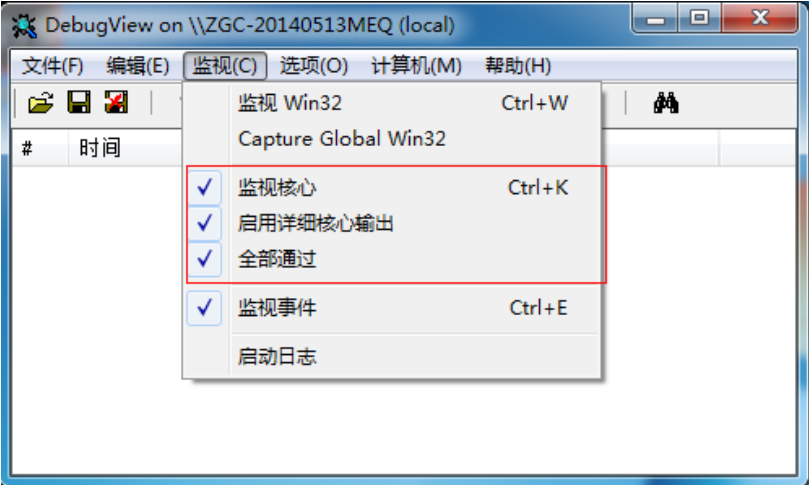 DebugView on \\ZGC-20140513MEQ (local)
文件(F) 编辑(E) 监视(C) 选项(O) 计算机(M) 帮助(H)
监视 Win32 Ctrl+W
# 时间
Capture Global Win32
监视核心 Ctrl+K
启用详细核心输出
全部通过
监视事件 Ctrl+E
启动日志